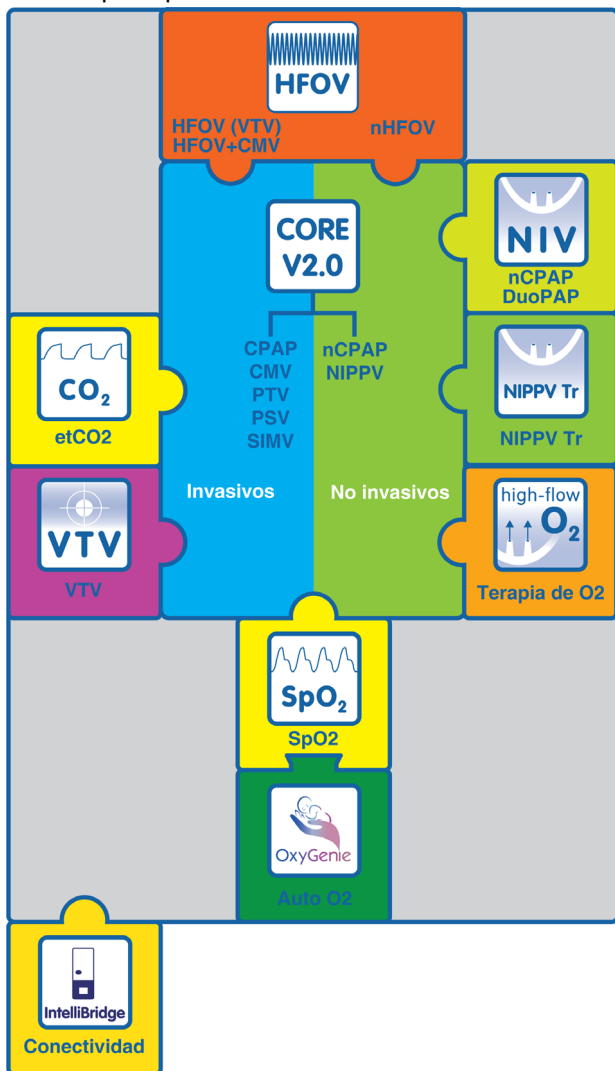 HFOV
HFOV (VTV)
HFOV+CMV
nHFOV
CORE
V2.0
CPAP
CMV
PTV
PSV
SIMV
nCPAP
NIPPV
Invasivos
No invasivos
NIV
nCPAP
DuoPAP
CO2
etCO2
NIPPV Tr
NIPPV Tr
VTV
VTV
high-flow
O2
Terapia de O2
SpO2
SpO2
OxyGenie
Auto O2
IntelliBridge
Conectividad